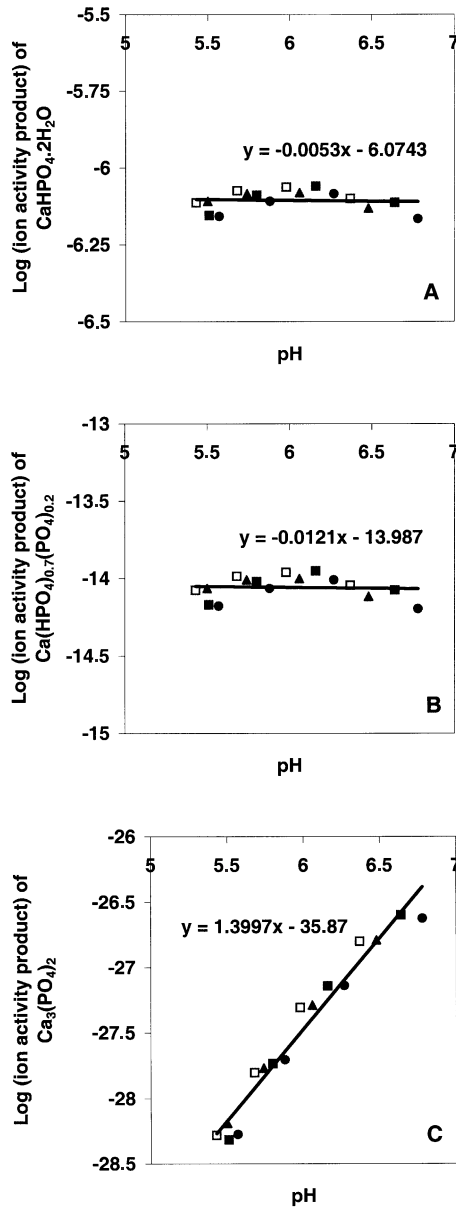 -5.5
5 5.5 6 6.5 7
-5.75
-6
-6.25
-6.5
Log (ion activity product) of
CaHPO₄.2H₂O
y = -0.0053x - 6.0743
A
pH
-13
5 5.5 6 6.5 7
-13.5
-14
-14.5
-15
Log (ion activity product) of
Ca(HPO₄)₀.₇(PO₄)₀.₂
y = -0.0121x - 13.987
B
pH
-26
5 5.5 6 6.5 7
-26.5
-27
-27.5
-28
-28.5
Log (ion activity product) of
Ca₃(PO₄)₂
y = 1.3997x - 35.87
C
pH